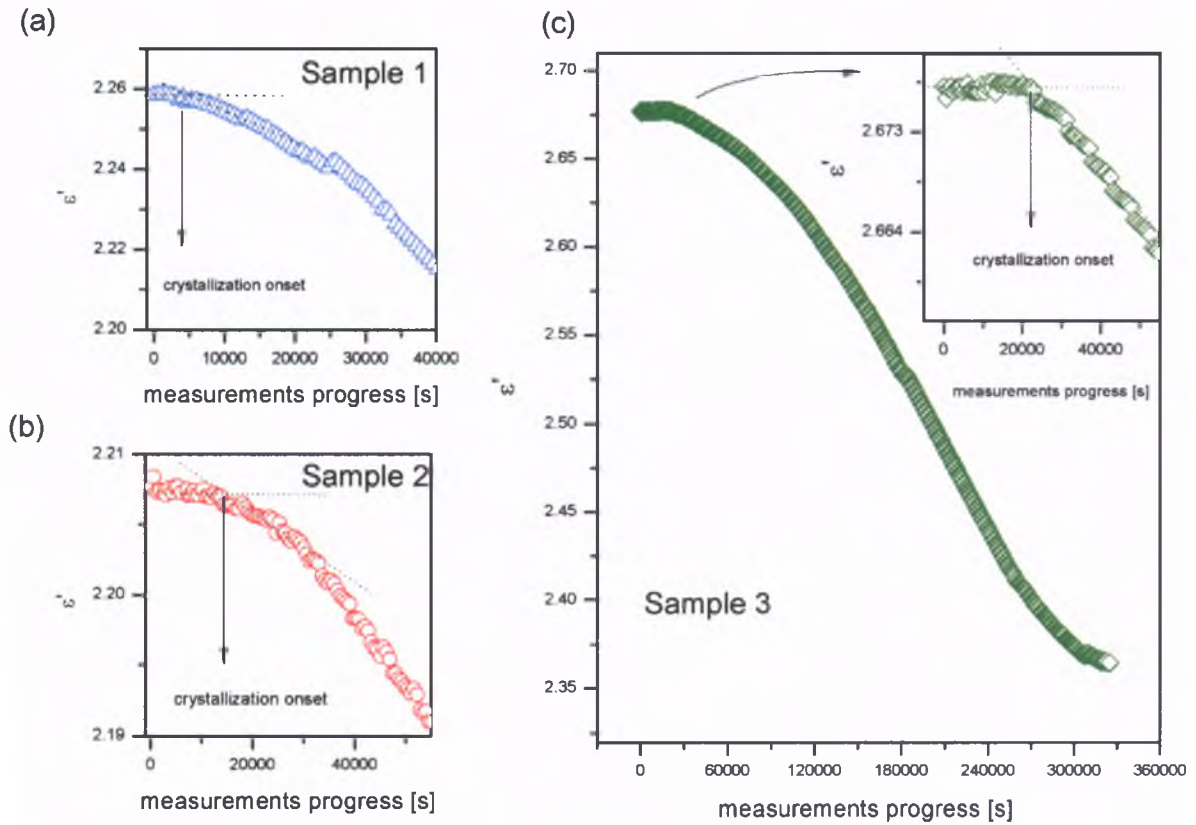 (a)
Sample 1
2.26
2.24
2.22
2.20
ε'
crystallization onset
0 10000 20000 30000 40000
measurements progress [s]
(b)
Sample 2
2.21
2.20
2.19
ε'
crystallization onset
0 20000 40000
measurements progress [s]
(c)
2.70
2.65
2.60
2.55
2.50
2.45
2.40
2.35
ε'
Sample 3
0 60000 120000 180000 240000 300000 360000
measurements progress [s]
2.673
2.664
ε'
crystallization onset
0 20000 40000
measurements progress [s]